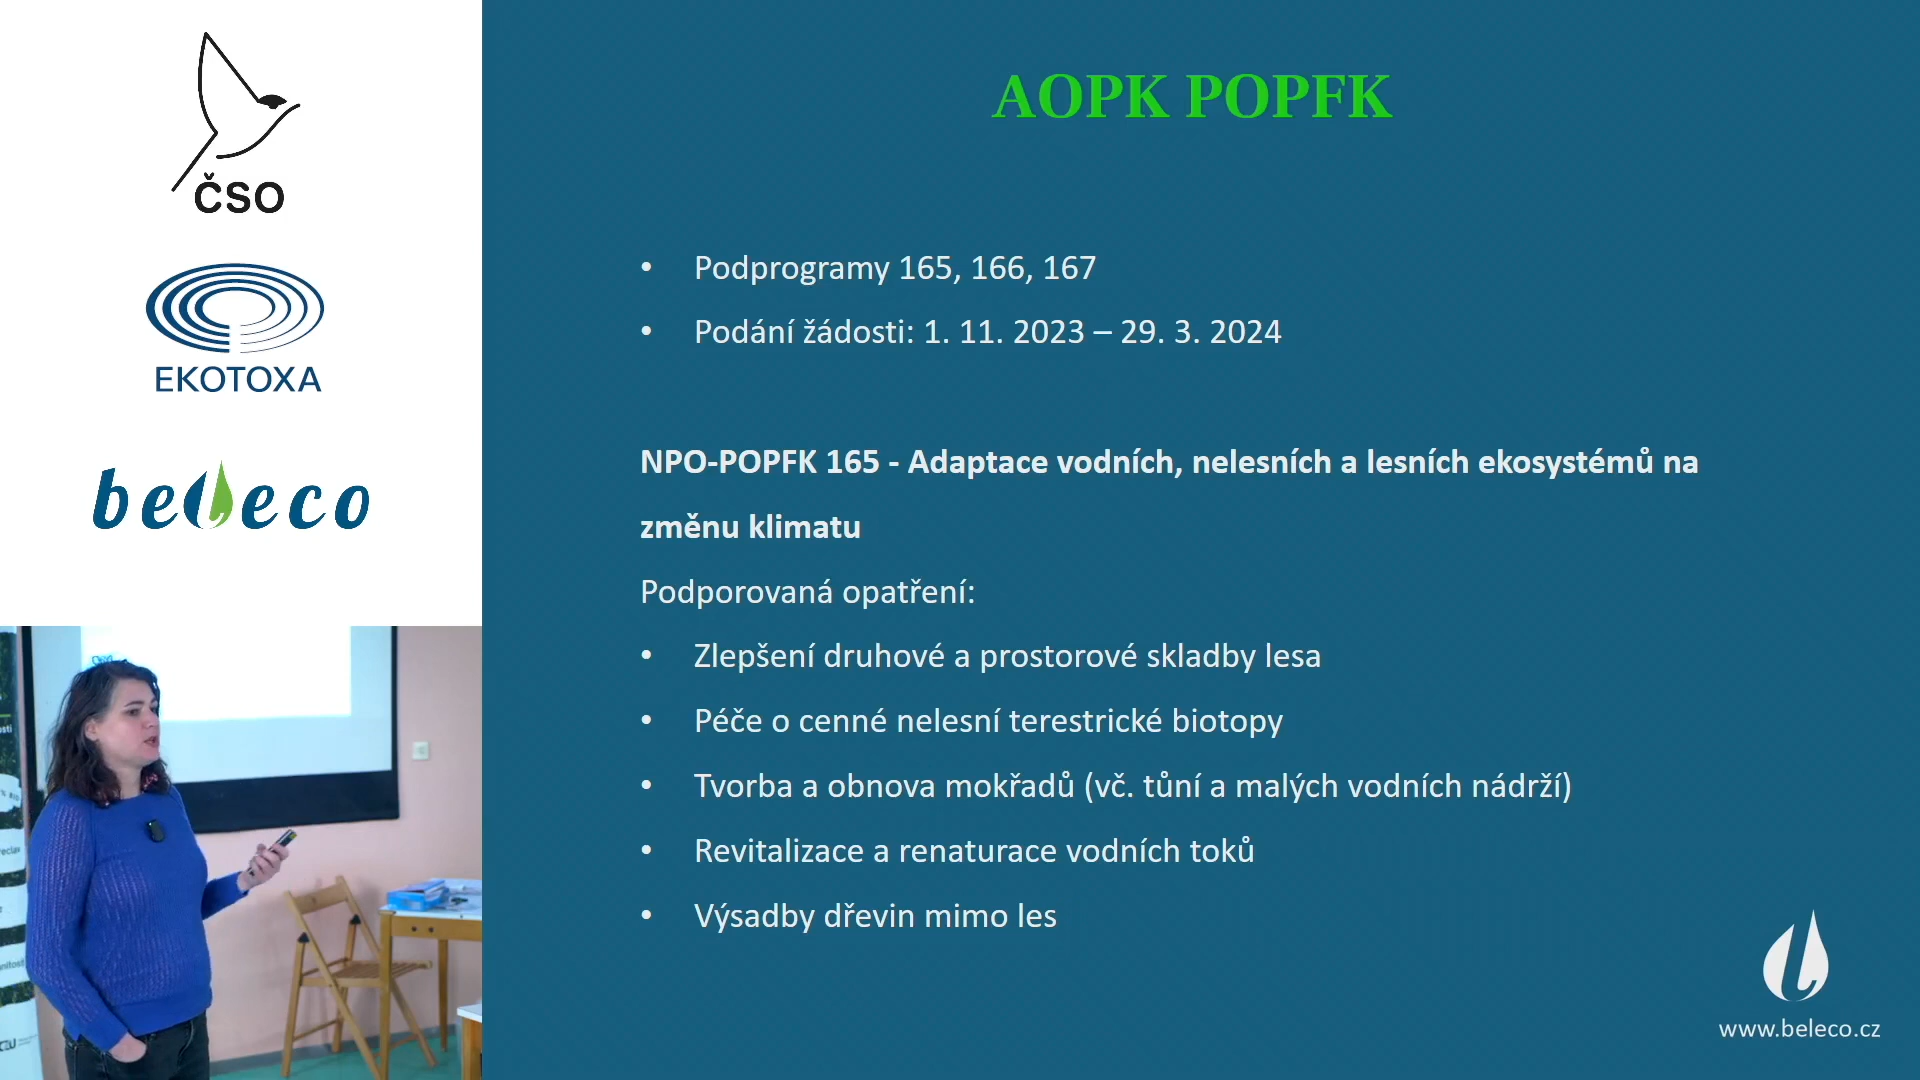 ČSO
EKOTOXA
beleco
AOPK POPFK
• Podprogramy 165, 166, 167
• Podání žádosti: 1. 11. 2023 – 29. 3. 2024
NPO-POPFK 165 - Adaptace vodních, nelesních a lesních ekosystémů na
změnu klimatu
Podporovaná opatření:
• Zlepšení druhové a prostorové skladby lesa
• Péče o cenné nelesní terestrické biotopy
• Tvorba a obnova mokřadů (vč. tůní a malých vodních nádrží)
• Revitalizace a renaturace vodních toků
• Výsadby dřevin mimo les
www.beleco.cz